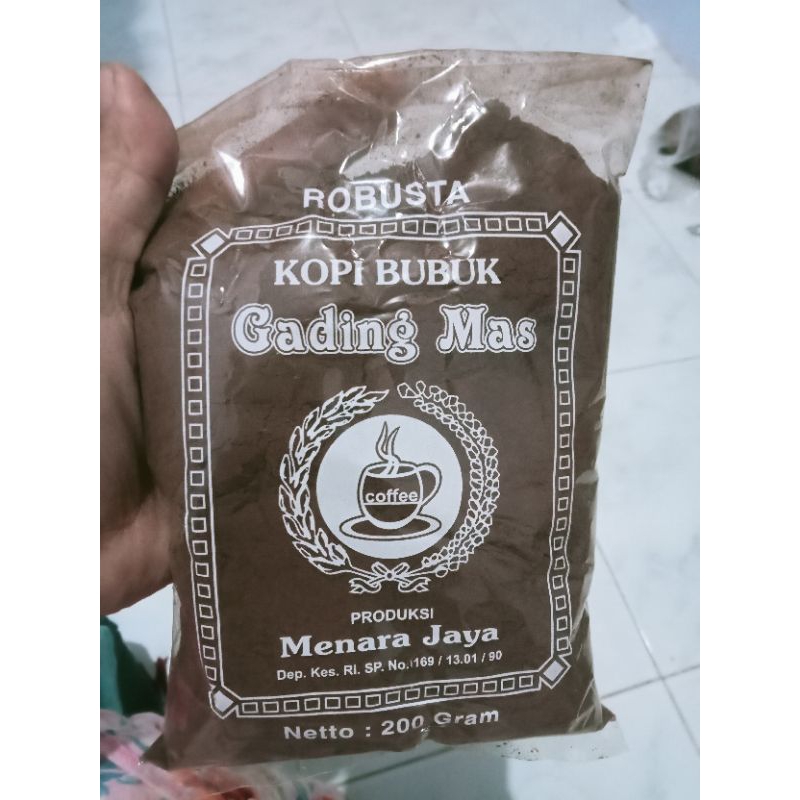 ROBUSTA
KOPI BUBUK
Gading Mas
coffee
PRODUKSI
Menara Jaya
Dep. Kes. RI. SP. No. 169 / 13.01 / 90
Netto : 200 Gram